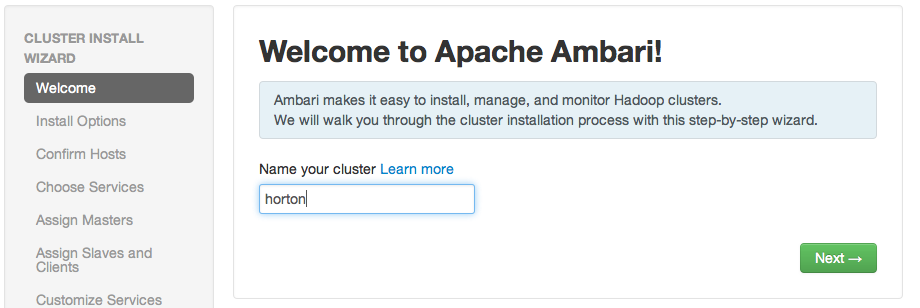 CLUSTER INSTALL
WIZARD
Welcome
Install Options
Confirm Hosts
Choose Services
Assign Masters
Assign Slaves and
Clients
Customize Services
Welcome to Apache Ambari!
Ambari makes it easy to install, manage, and monitor Hadoop clusters.
We will walk you through the cluster installation process with this step-by-step wizard.
Name your cluster Learn more
horton
Next →